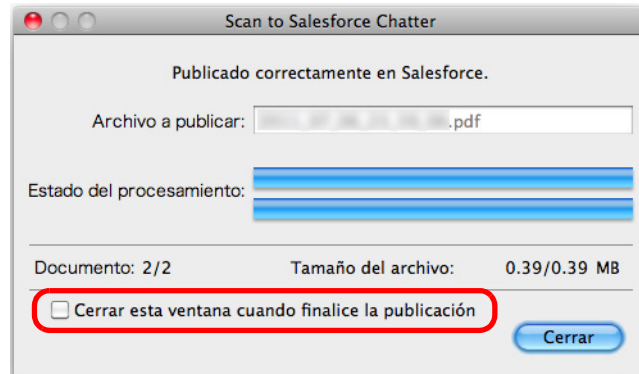 Scan to Salesforce Chatter
Publicado correctamente en Salesforce.
Archivo a publicar: .pdf
Estado del procesamiento:
Documento: 2/2 Tamaño del archivo: 0.39/0.39 MB
Cerrar esta ventana cuando finalice la publicación
Cerrar